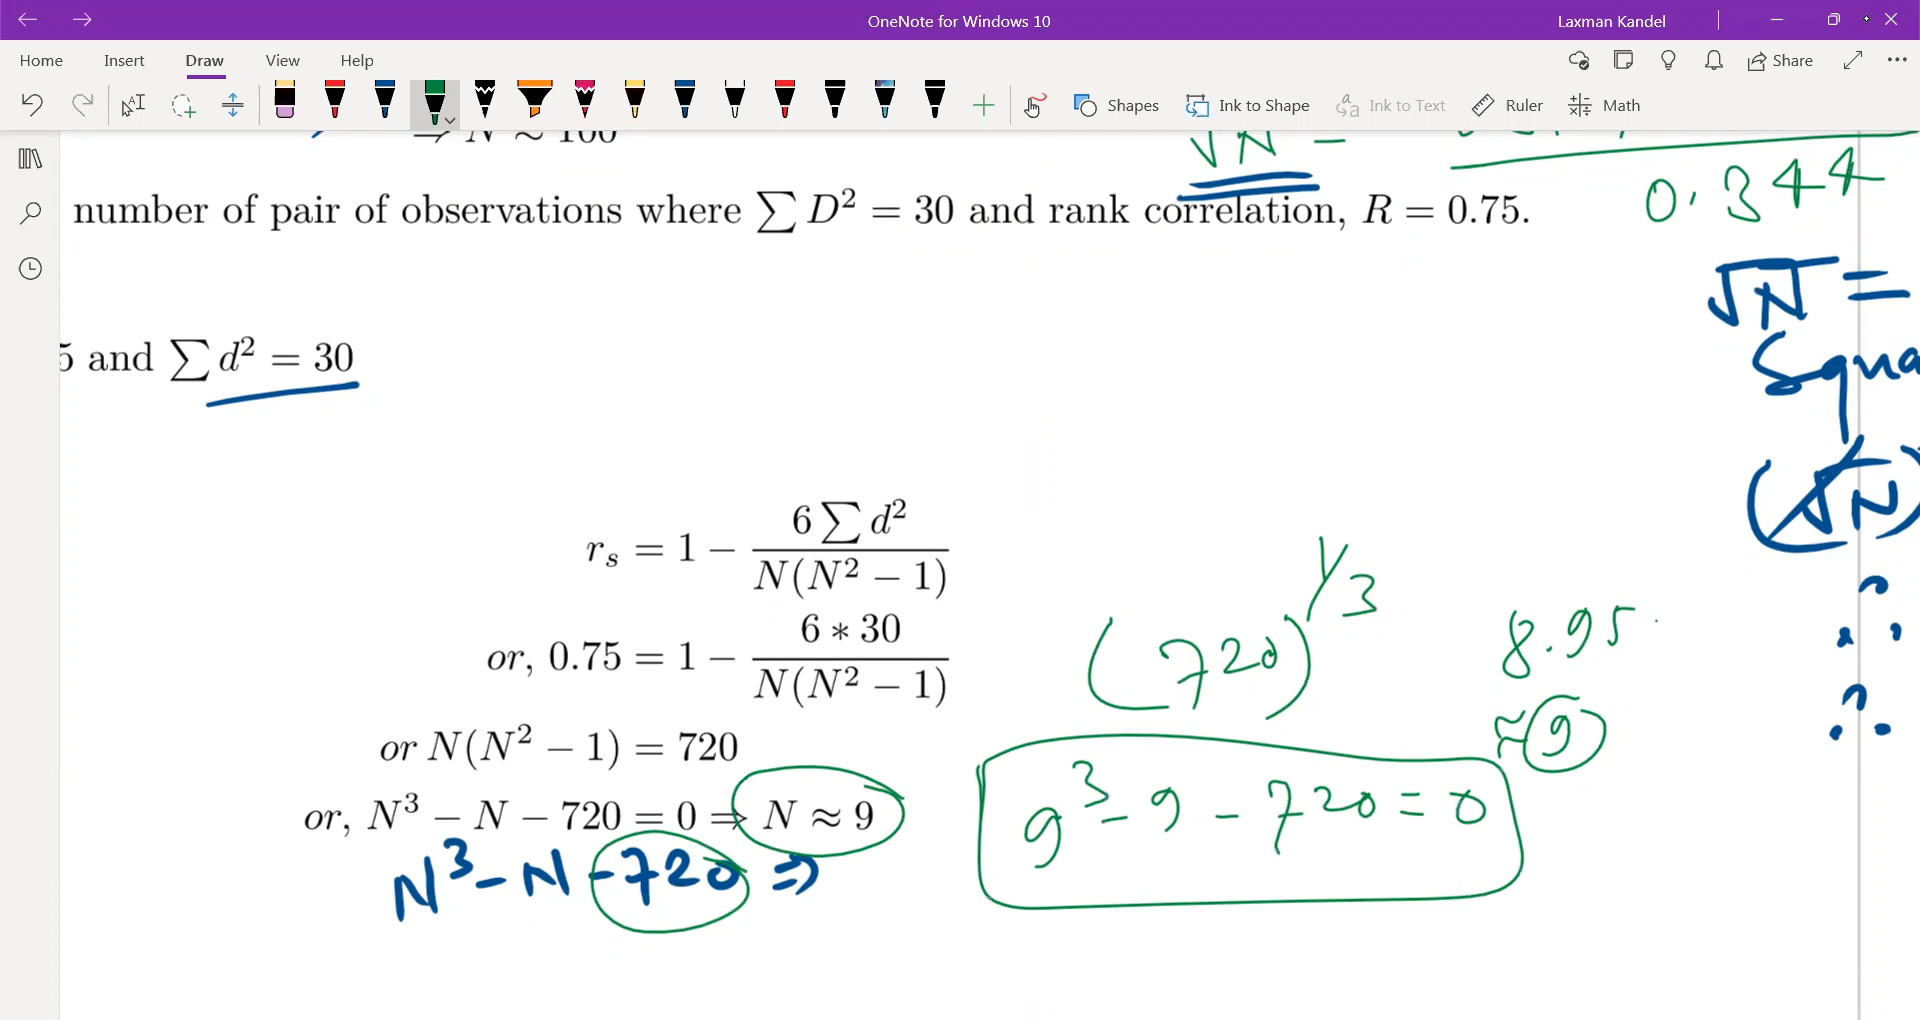 OneNote for Windows 10
Laxman Kandel
Home Insert Draw View Help
Share
Shapes Ink to Shape Ink to Text Ruler Math
⇒ N ≈ 100
√N =
0.344
number of pair of observations where ∑ D² = 30 and rank correlation, R = 0.75.
√N =
5 and ∑ d² = 30
(√N)
r_s = 1 − 6 ∑ d² / N(N² − 1)
or, 0.75 = 1 − 6 * 30 / N(N² − 1)
(720)^1/3
8.95
≈ 9
or N(N² − 1) = 720
or, N³ − N − 720 = 0 ⇒ N ≈ 9
9³ − 9 − 720 = 0
N³ − N − 720 ⇒